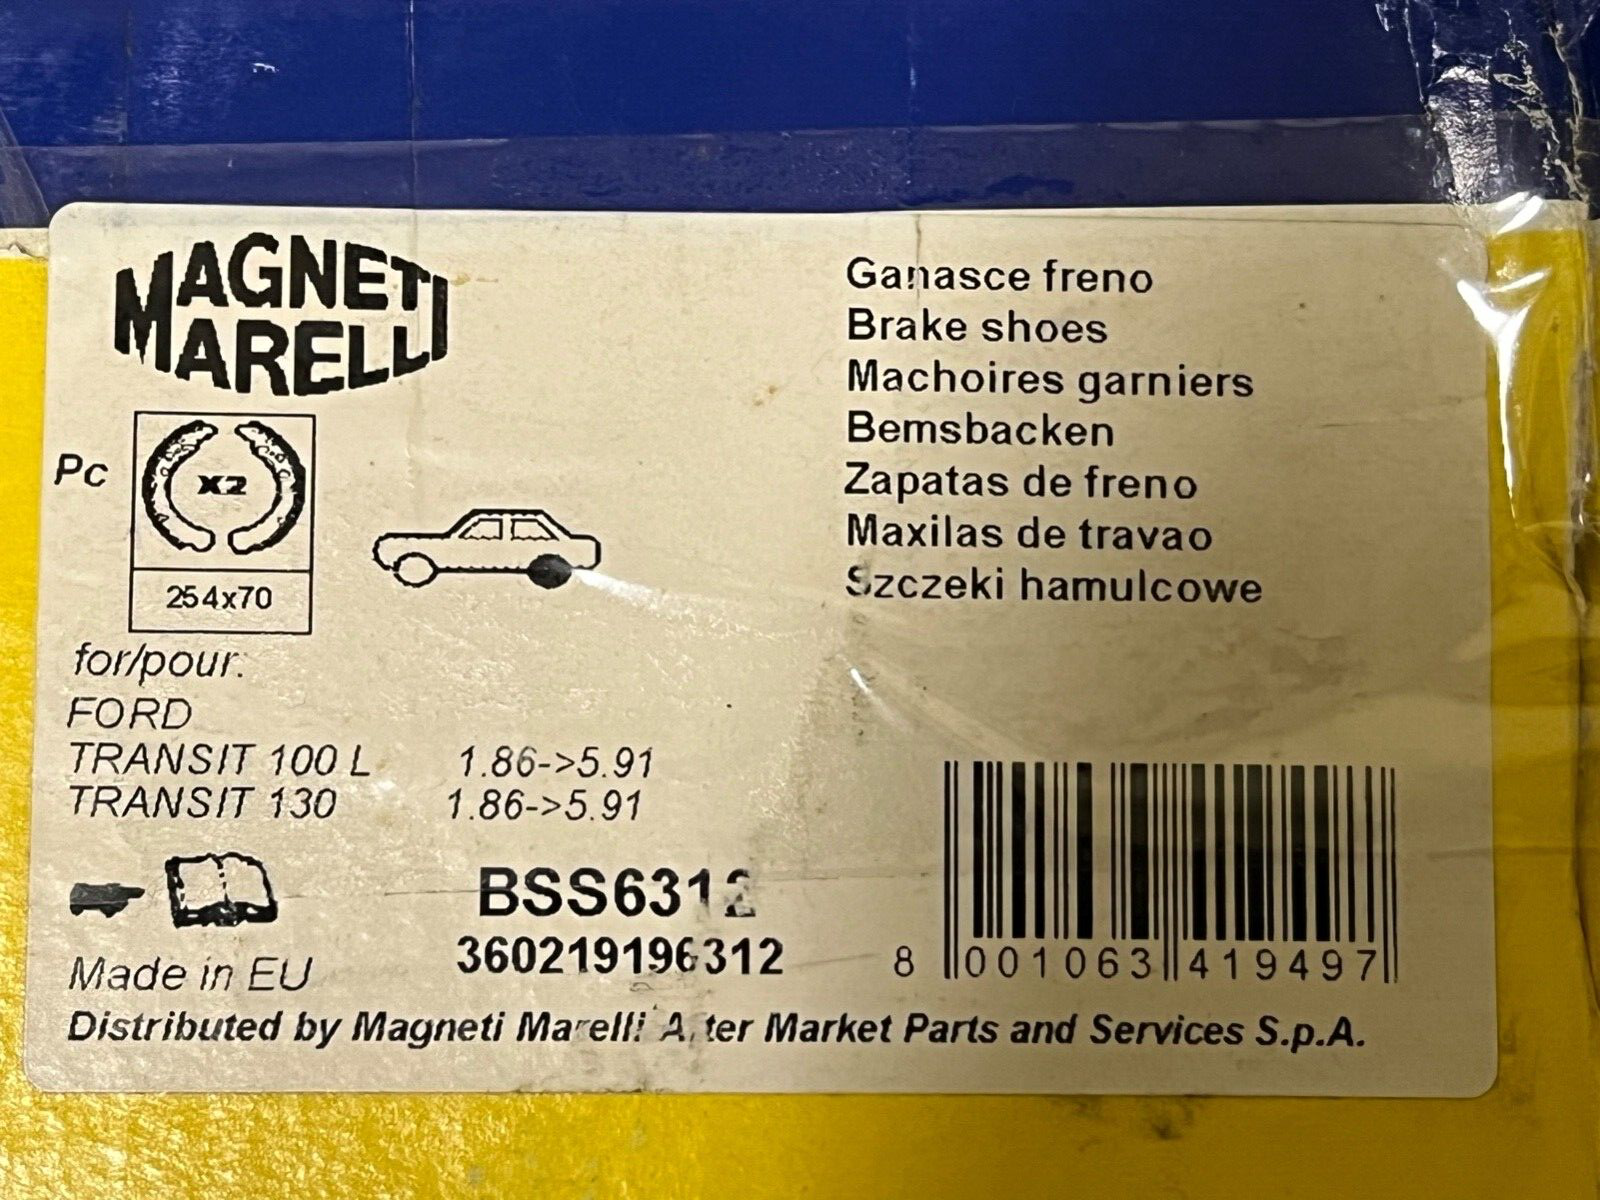 MAGNETI
MARELLI
Pc
X2
254x70
Ganasce freno
Brake shoes
Machoires garniers
Bemsbacken
Zapatas de freno
Maxilas de travao
Szczeki hamulcowe
for/pour:
FORD
TRANSIT 100 L 1.86->5.91
TRANSIT 130 1.86->5.91
BSS6312
360219196312
8 001063 419497
Made in EU
Distributed by Magneti Marelli After Market Parts and Services S.p.A.